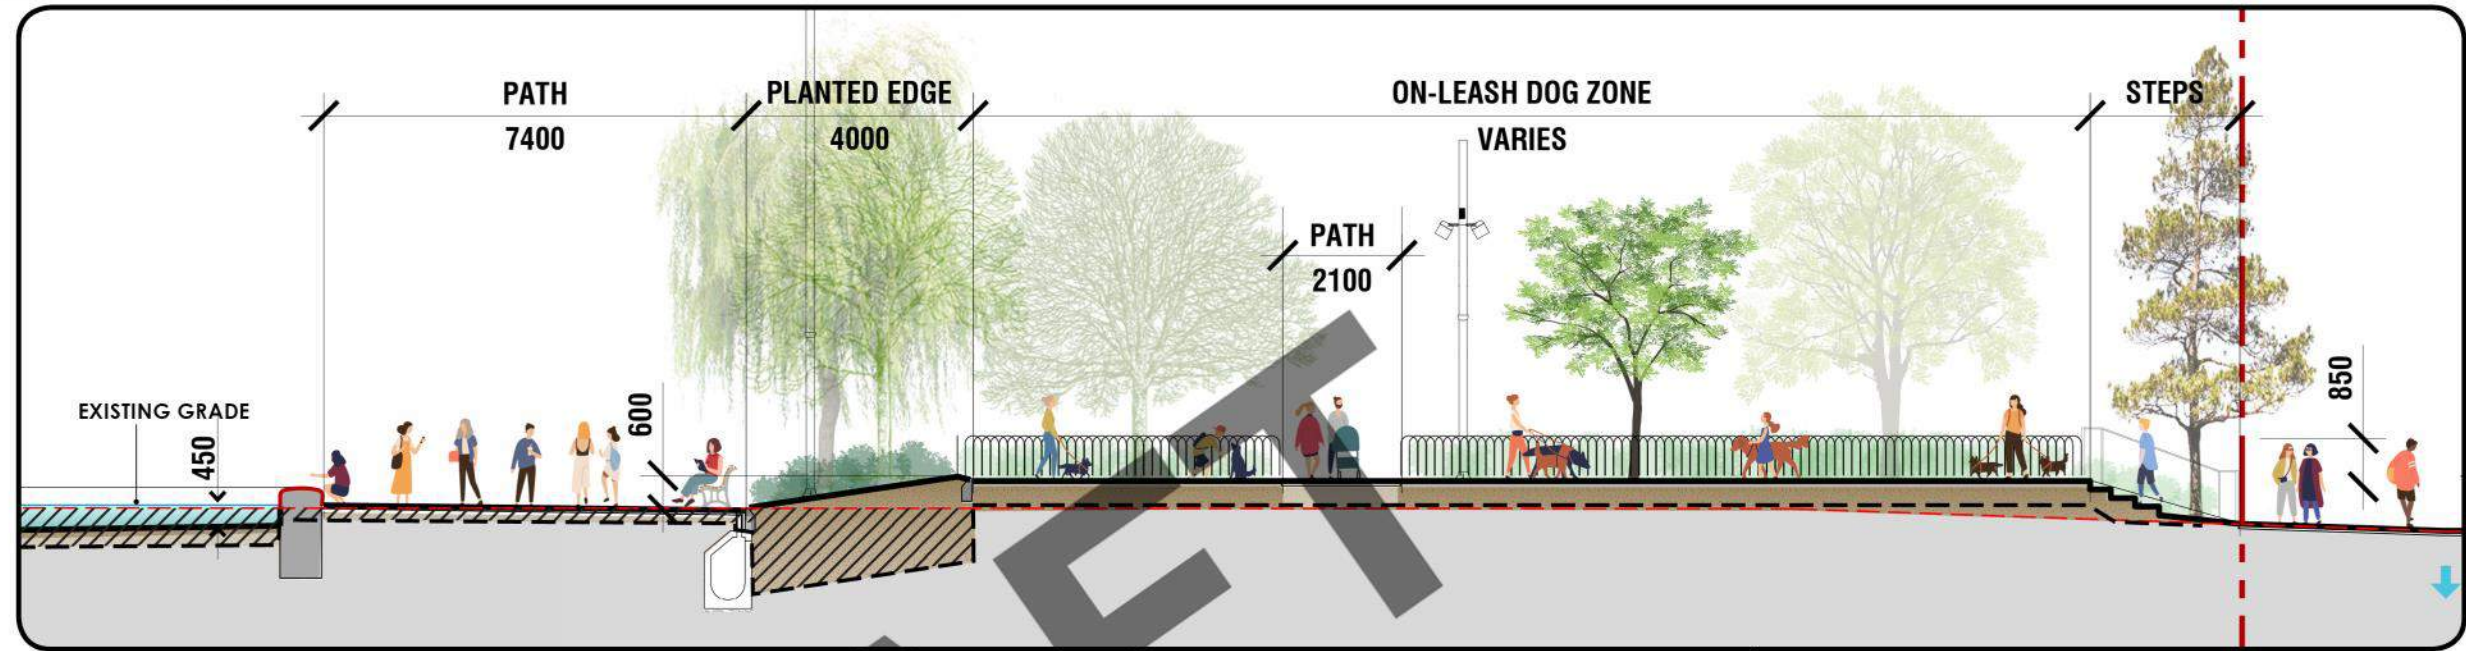 PATH
7400
PLANTED EDGE
4000
ON-LEASH DOG ZONE
VARIES
STEPS
PATH
2100
EXISTING GRADE
450
600
850